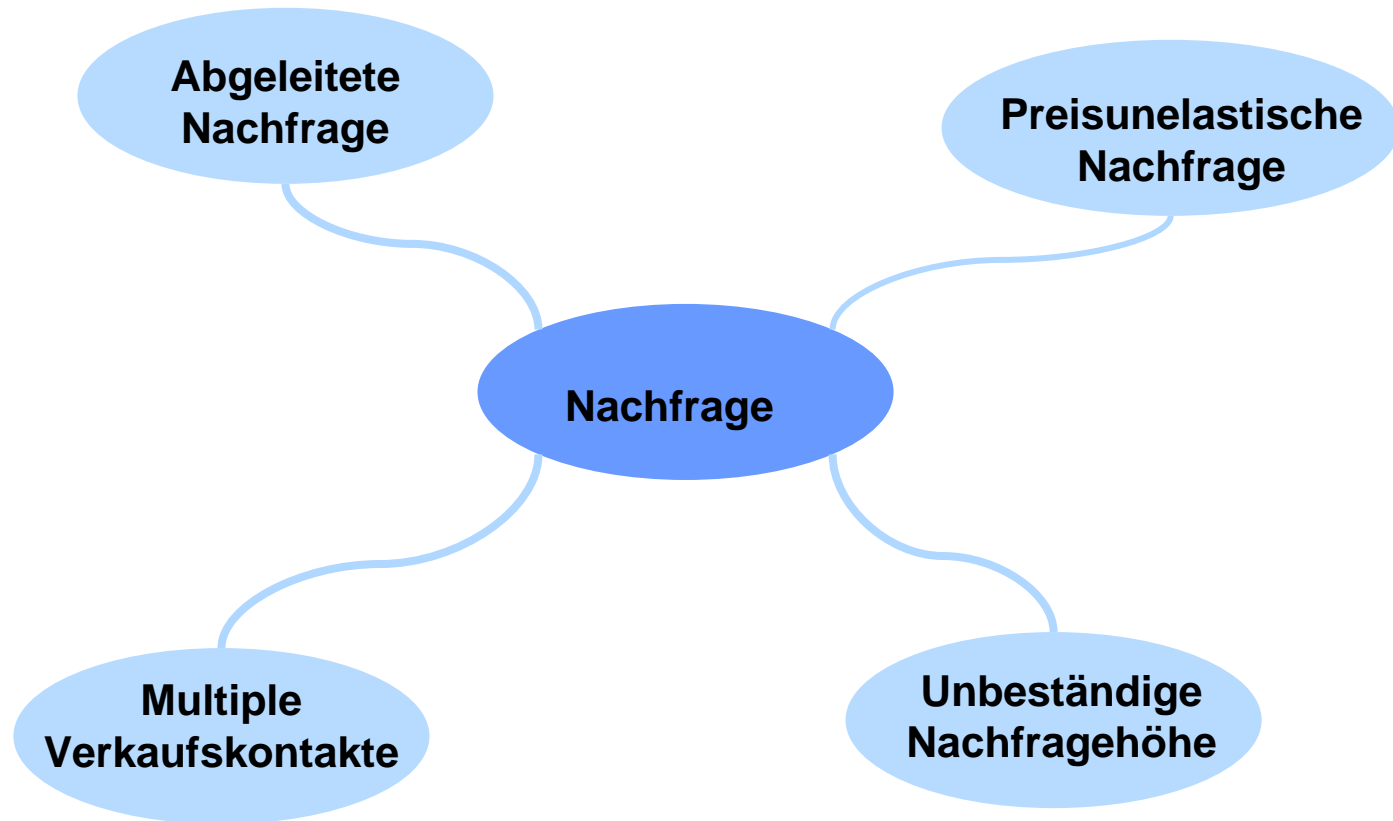 Abgeleitete
Nachfrage
Preisunelastische
Nachfrage
Nachfrage
Multiple
Verkaufskontakte
Unbeständige
Nachfragehöhe